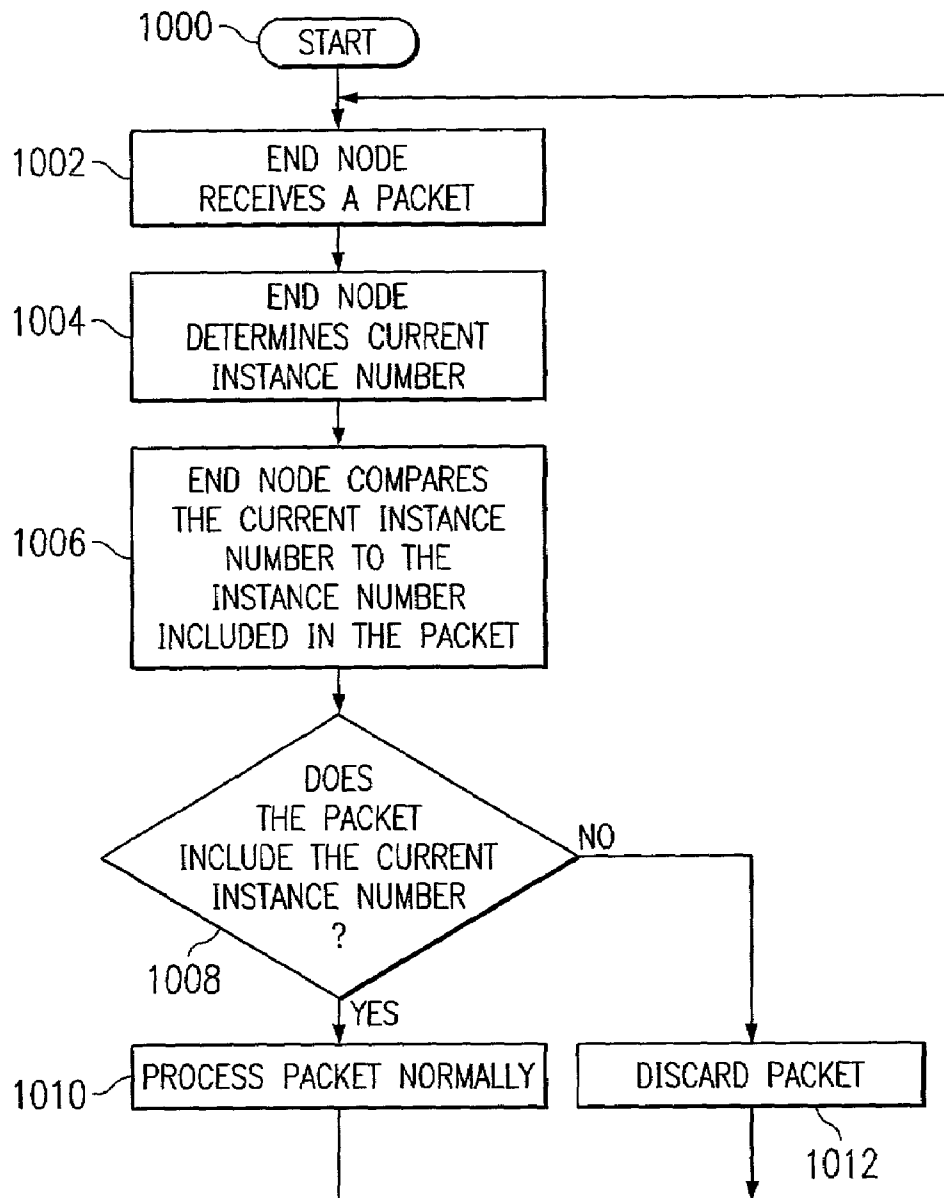 1000
START
1002
END NODE
RECEIVES A PACKET
1004
END NODE
DETERMINES CURRENT
INSTANCE NUMBER
1006
END NODE COMPARES
THE CURRENT INSTANCE
NUMBER TO THE
INSTANCE NUMBER
INCLUDED IN THE PACKET
DOES
THE PACKET
INCLUDE THE CURRENT
INSTANCE NUMBER
?
NO
1008
YES
1010
PROCESS PACKET NORMALLY
DISCARD PACKET
1012